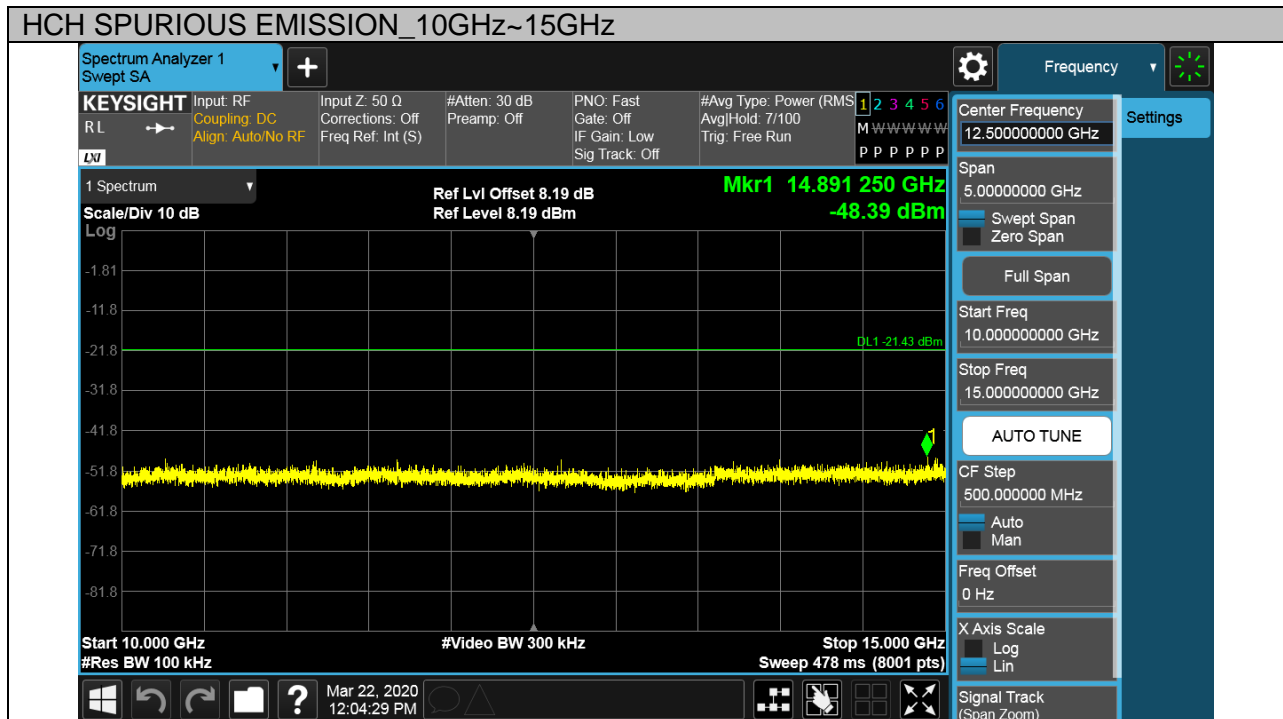 HCH SPURIOUS EMISSION_10GHz~15GHz
Spectrum Analyzer 1
Swept SA
Frequency
KEYSIGHT
RL
LXI
Input: RF
Coupling: DC
Align: Auto/No RF
Input Z: 50 Ω
Corrections: Off
Freq Ref: Int (S)
#Atten: 30 dB
Preamp: Off
PNO: Fast
Gate: Off
IF Gain: Low
Sig Track: Off
#Avg Type: Power (RMS
Avg|Hold: 7/100
Trig: Free Run
1 2 3 4 5 6
M W W W W W
P P P P P P
1 Spectrum
Scale/Div 10 dB
Ref Lvl Offset 8.19 dB
Ref Level 8.19 dBm
Mkr1 14.891 250 GHz
-48.39 dBm
Log
-1.81
-11.8
-21.8
DL1 -21.43 dBm
-31.8
-41.8
1
-51.8
-61.8
-71.8
-81.8
Start 10.000 GHz
#Video BW 300 kHz
Stop 15.000 GHz
#Res BW 100 kHz
Sweep 478 ms (8001 pts)
Center Frequency
12.500000000 GHz
Settings
Span
5.00000000 GHz
Swept Span
Zero Span
Full Span
Start Freq
10.000000000 GHz
Stop Freq
15.000000000 GHz
AUTO TUNE
CF Step
500.000000 MHz
Auto
Man
Freq Offset
0 Hz
X Axis Scale
Log
Lin
Signal Track
(Span Zoom)
?
Mar 22, 2020
12:04:29 PM